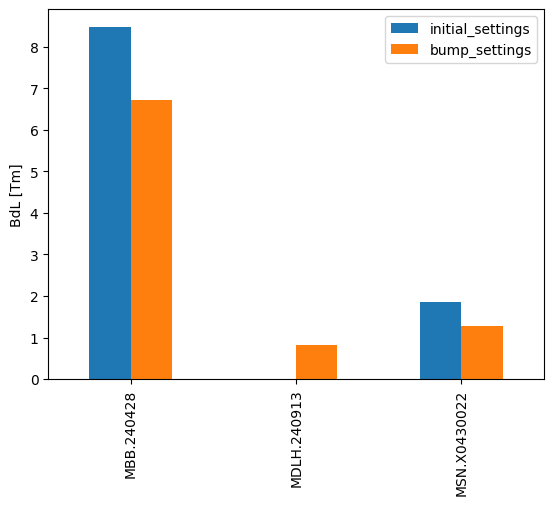 initial_settings
bump_settings
BdL [Tm]
8
7
6
5
4
3
2
1
0
MBB.240428
MDLH.240913
MSN.X0430022